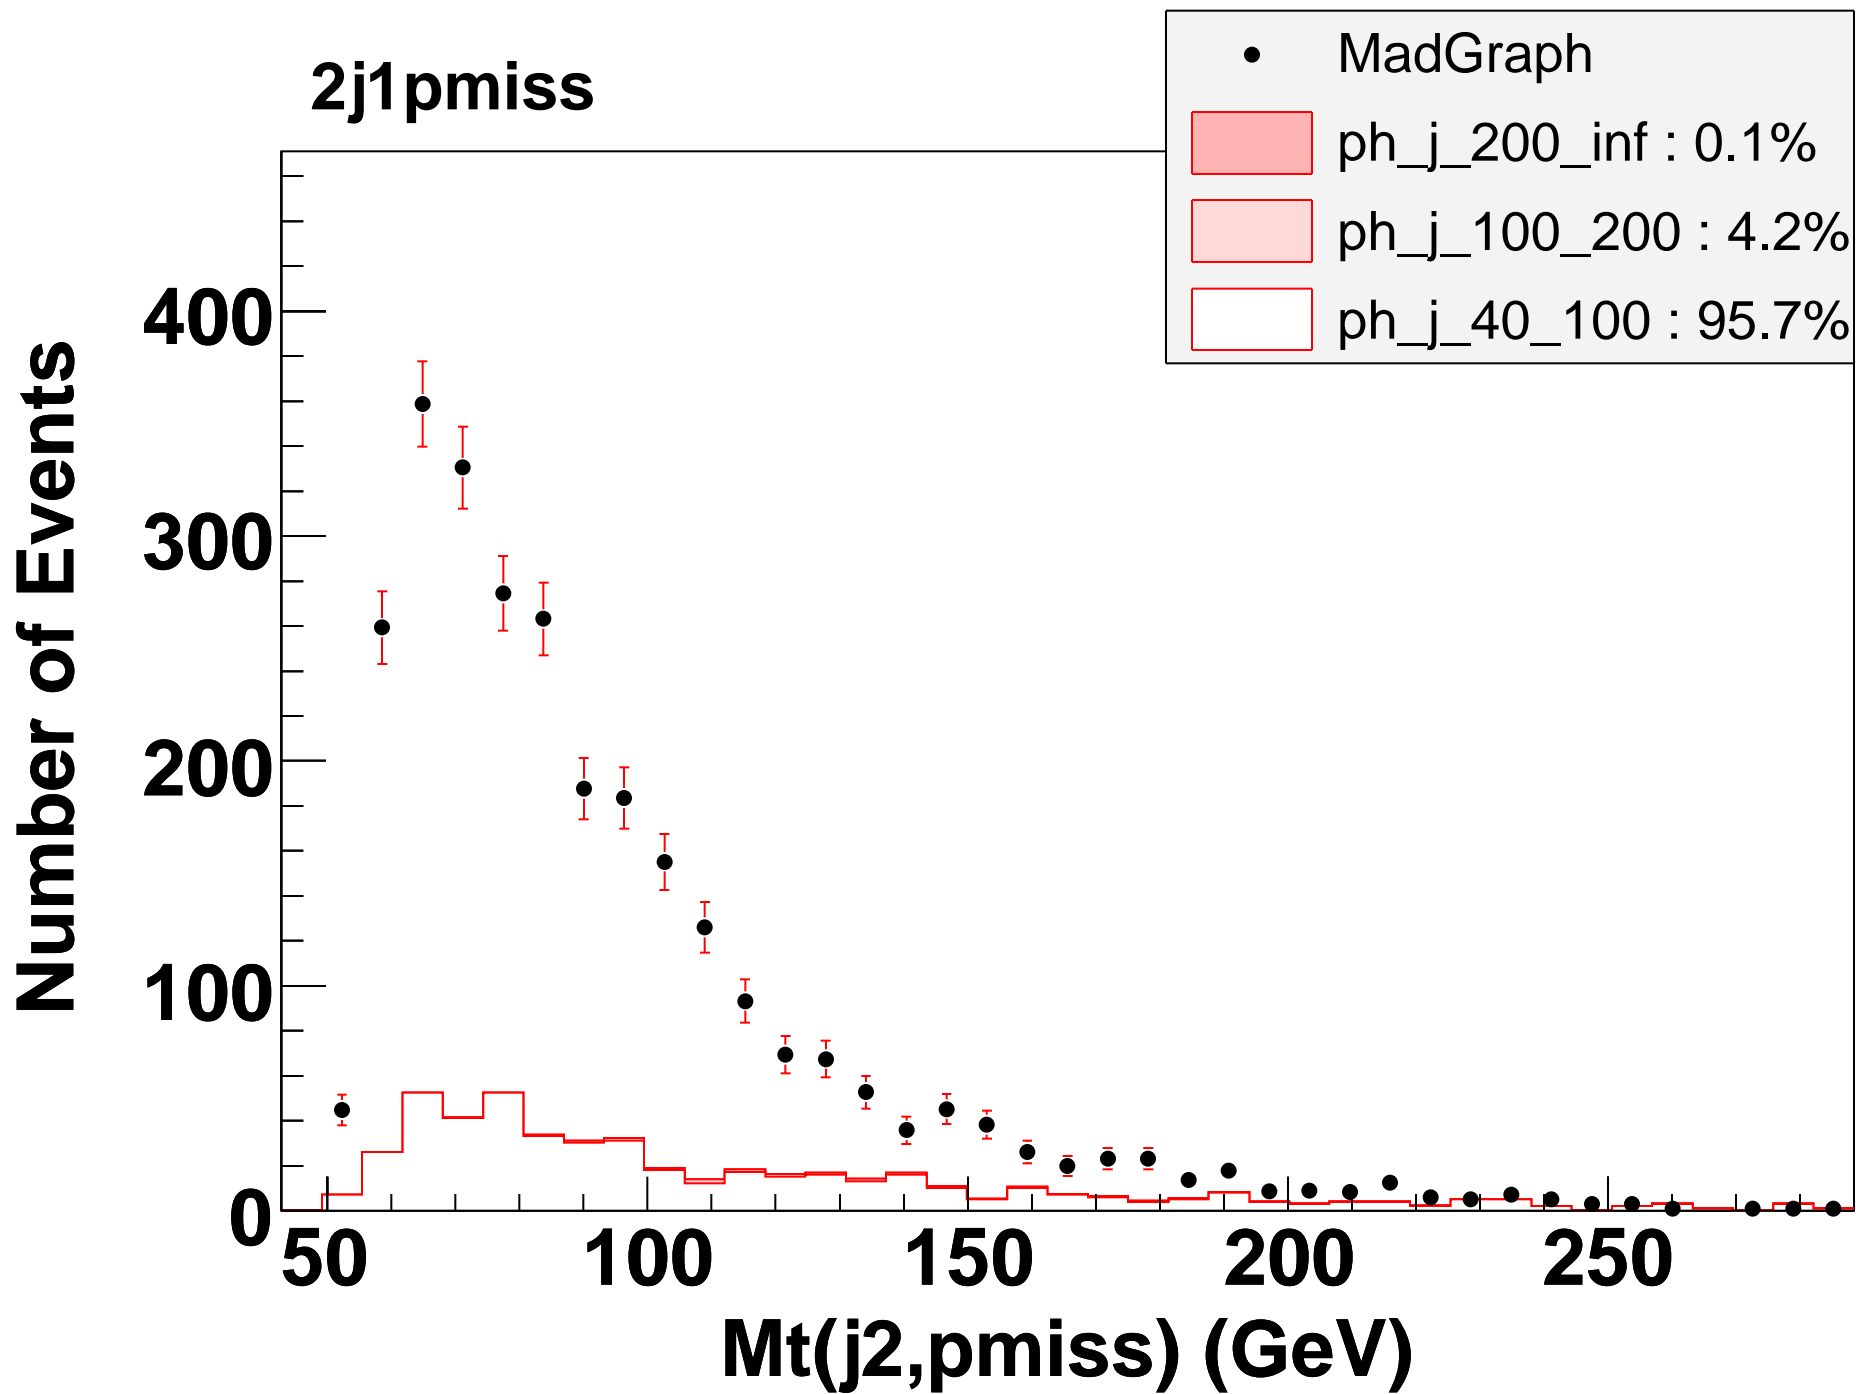 2j1pmiss
MadGraph
ph_j_200_inf : 0.1%
ph_j_100_200 : 4.2%
ph_j_40_100 : 95.7%
Number of Events
400
300
200
100
0
50 100 150 200 250
Mt(j2,pmiss) (GeV)